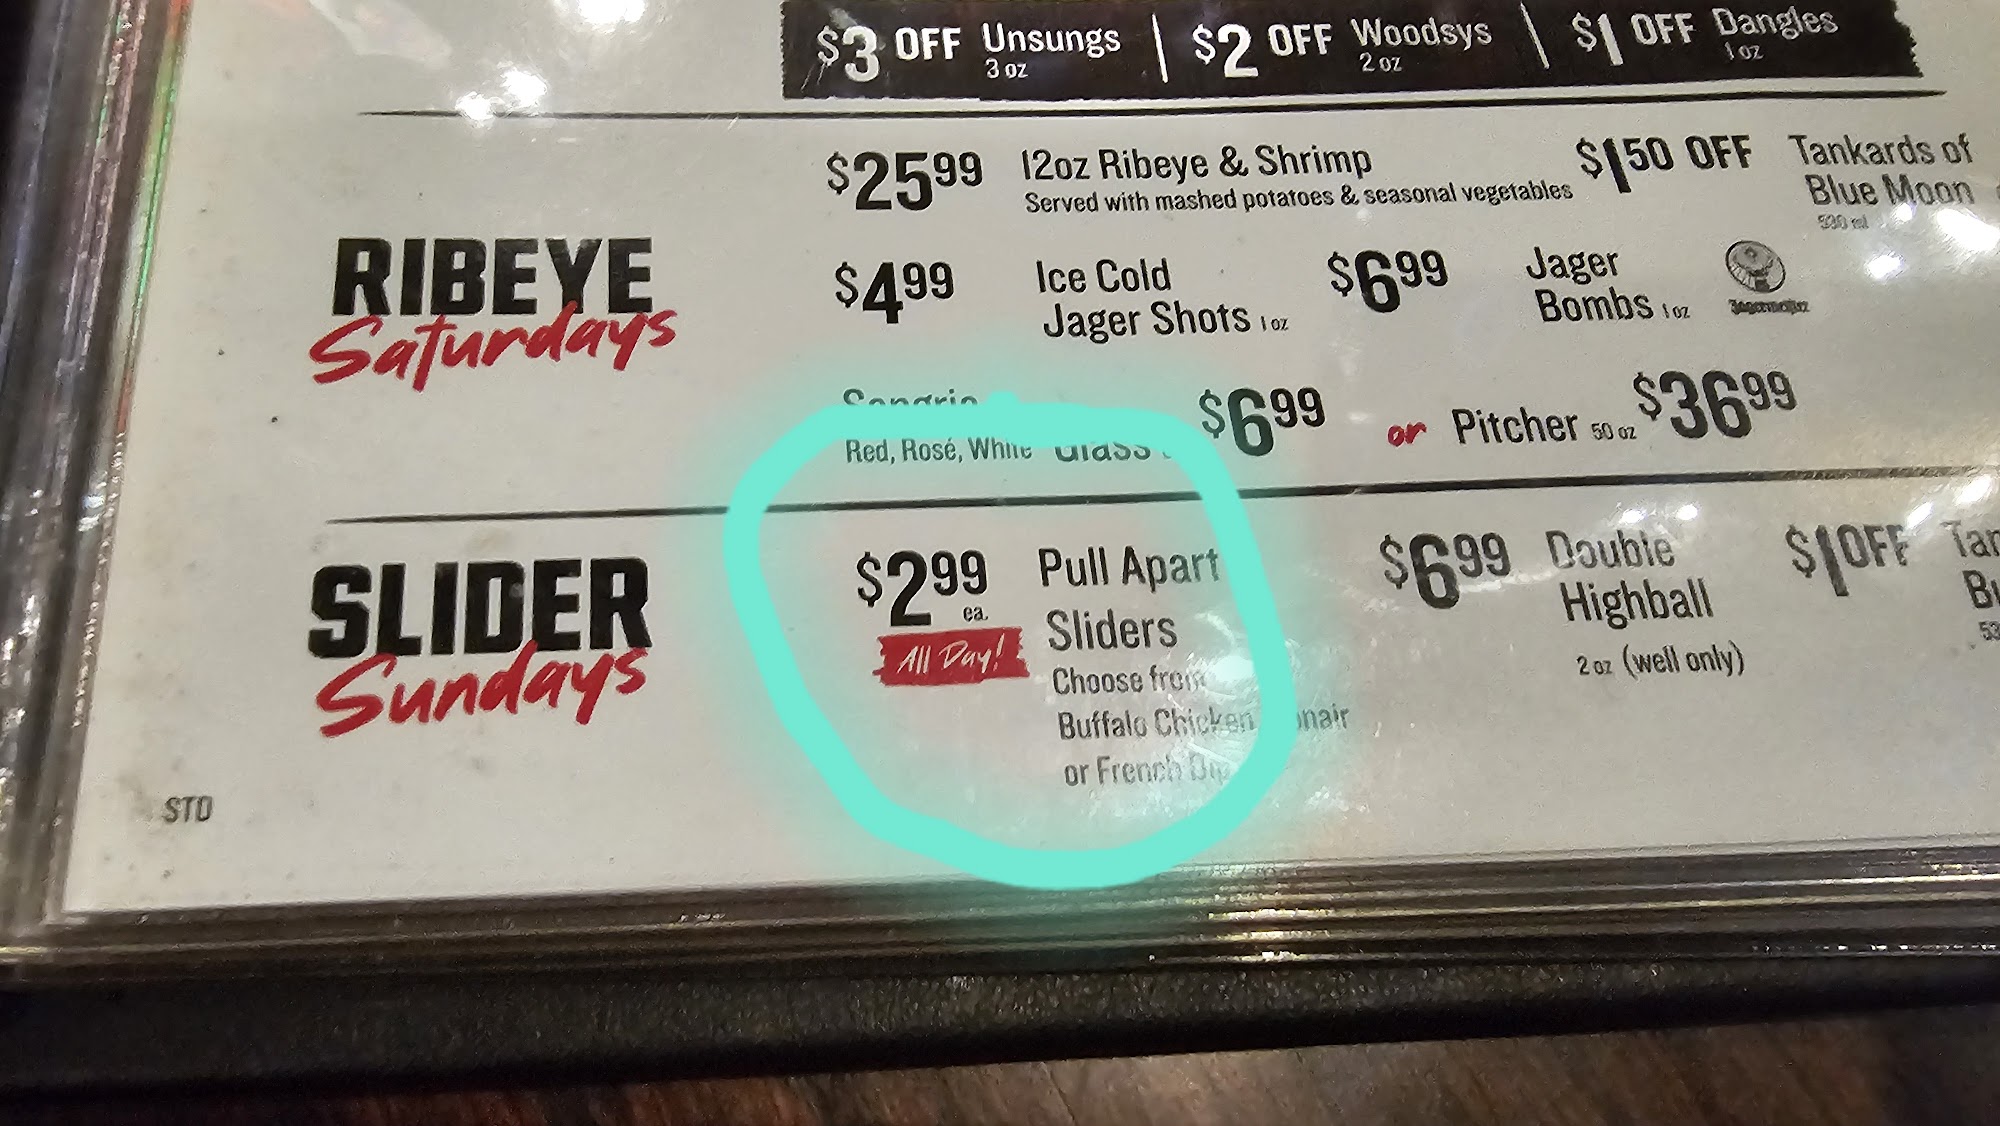 $3 OFF Unsungs 3 oz | $2 OFF Woodsys 2 oz | $1 OFF Dangles 1 oz
RIBEYE
Saturdays
$25.99 12oz Ribeye & Shrimp
Served with mashed potatoes & seasonal vegetables
$1.50 OFF Tankards of
Blue Moon
530 ml
$4.99 Ice Cold
Jager Shots 1 oz
$6.99 Jager
Bombs 1 oz
Sangria
Red, Rosé, White Glass $6.99 or Pitcher 50 oz $36.99
SLIDER
Sundays
$2.99 ea.
All Day!
Pull Apart
Sliders
Choose from
Buffalo Chicken
or French Dip
$6.99 Double
Highball
2 oz (well only)
$1 OFF
STD